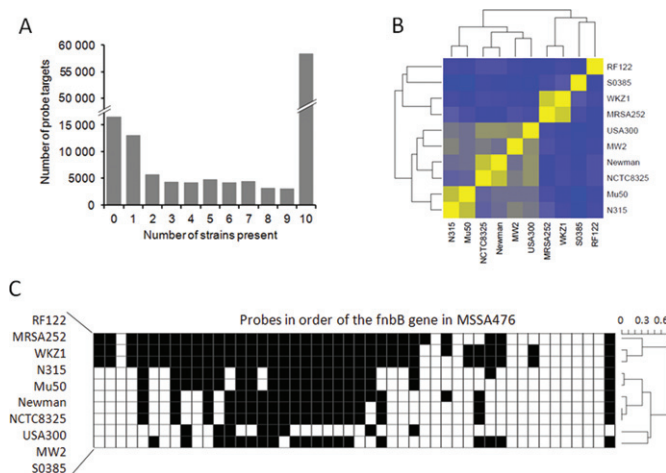 A
60 000
55 000
50 000
15 000
10 000
5000
0
Number of probe targets
0 1 2 3 4 5 6 7 8 9 10
Number of strains present
B
RF122
S0385
WKZ1
MRSA252
USA300
MW2
Newman
NCTC8325
Mu50
N315
N315
Mu50
NCTC8325
Newman
MW2
USA300
MRSA252
WKZ1
S0385
RF122
C
Probes in order of the fnbB gene in MSSA476
0 0.3 0.6
RF122
MRSA252
WKZ1
N315
Mu50
Newman
NCTC8325
USA300
MW2
S0385